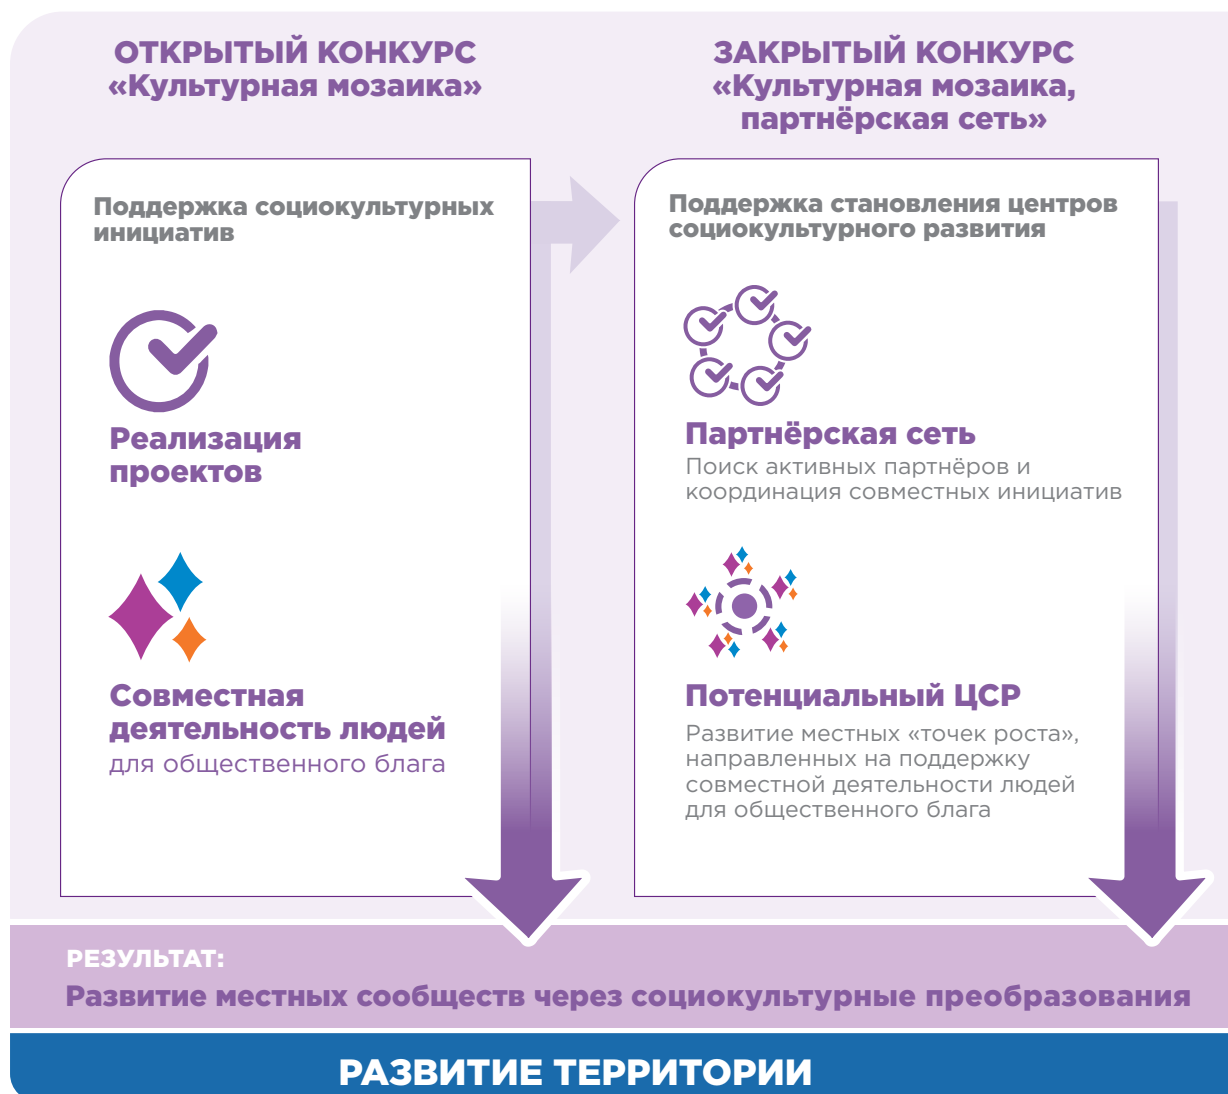 ОТКРЫТЫЙ КОНКУРС
«Культурная мозаика»
Поддержка социокультурных
инициатив
Реализация
проектов
Совместная
деятельность людей
для общественного блага
ЗАКРЫТЫЙ КОНКУРС
«Культурная мозаика,
партнёрская сеть»
Поддержка становления центров
социокультурного развития
Партнёрская сеть
Поиск активных партнёров и
координация совместных инициатив
Потенциальный ЦСР
Развитие местных «точек роста»,
направленных на поддержку
совместной деятельности людей
для общественного блага
РЕЗУЛЬТАТ:
Развитие местных сообществ через социокультурные преобразования
РАЗВИТИЕ ТЕРРИТОРИИ